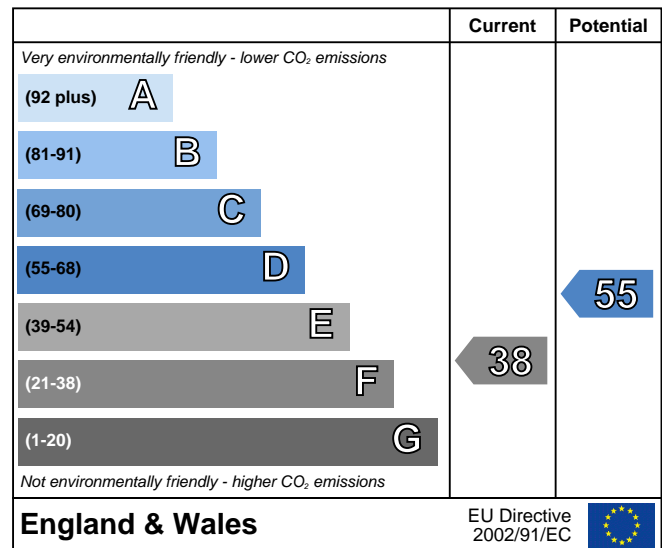 Current Potential
Very environmentally friendly - lower CO₂ emissions
(92 plus) A
(81-91) B
(69-80) C
(55-68) D
55
(39-54) E
38
(21-38) F
(1-20) G
Not environmentally friendly - higher CO₂ emissions
England & Wales
EU Directive
2002/91/EC